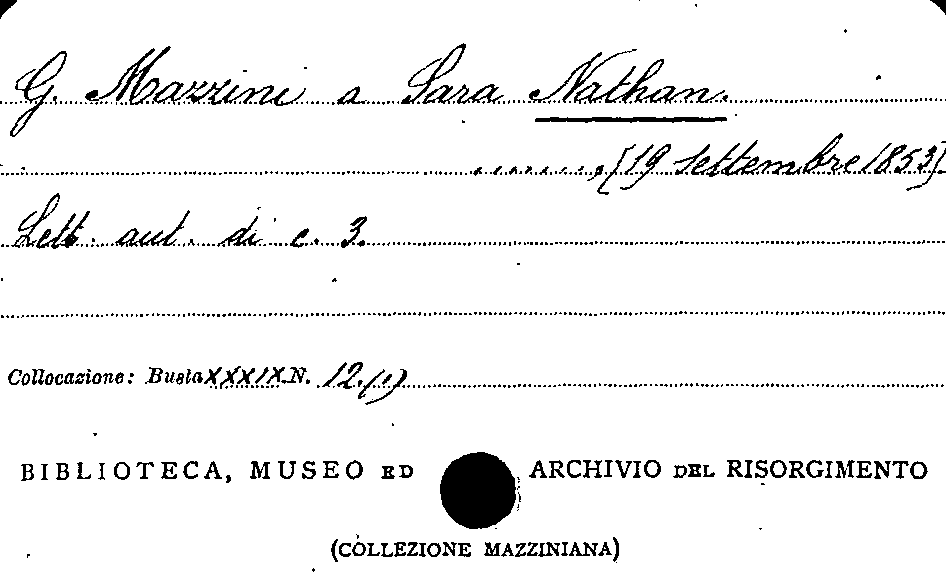 G. Mazzini a Sara Nathan.
........, [19 settembre 1853]
Lett. aut. di c. 3.
Collocazione: Busta XXXIX N. 12.(1)
BIBLIOTECA, MUSEO ED ARCHIVIO DEL RISORGIMENTO
(COLLEZIONE MAZZINIANA)